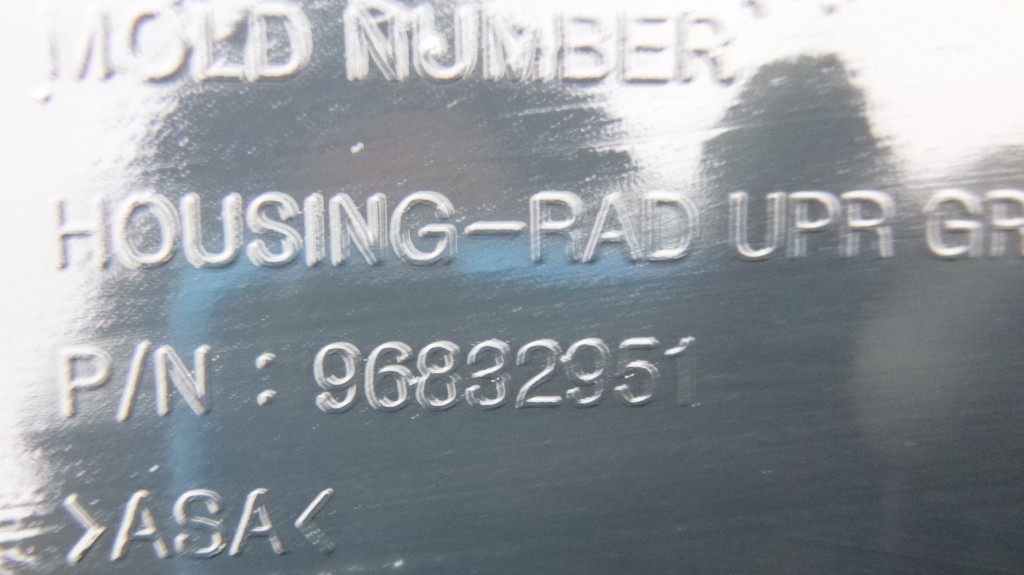 MOLD NUMBER
HOUSING-RAD UPR GR
P/N : 96832951
>ASA<